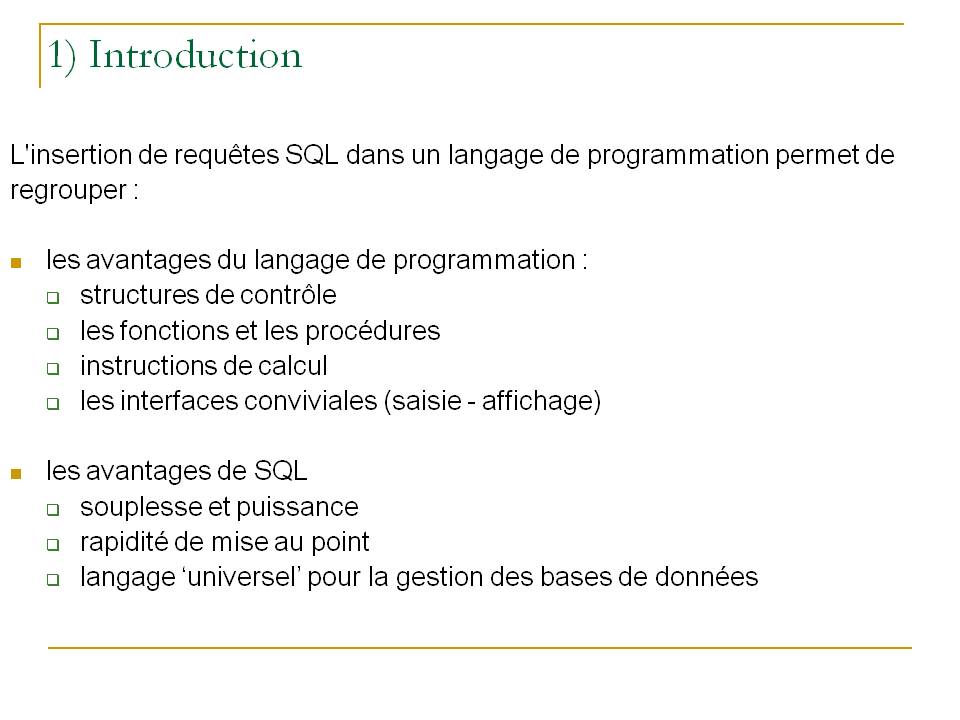 1) Introduction
L'insertion de requêtes SQL dans un langage de programmation permet de
regrouper :
les avantages du langage de programmation :
structures de contrôle
les fonctions et les procédures
instructions de calcul
les interfaces conviviales (saisie - affichage)
les avantages de SQL
souplesse et puissance
rapidité de mise au point
langage ‘universel’ pour la gestion des bases de données